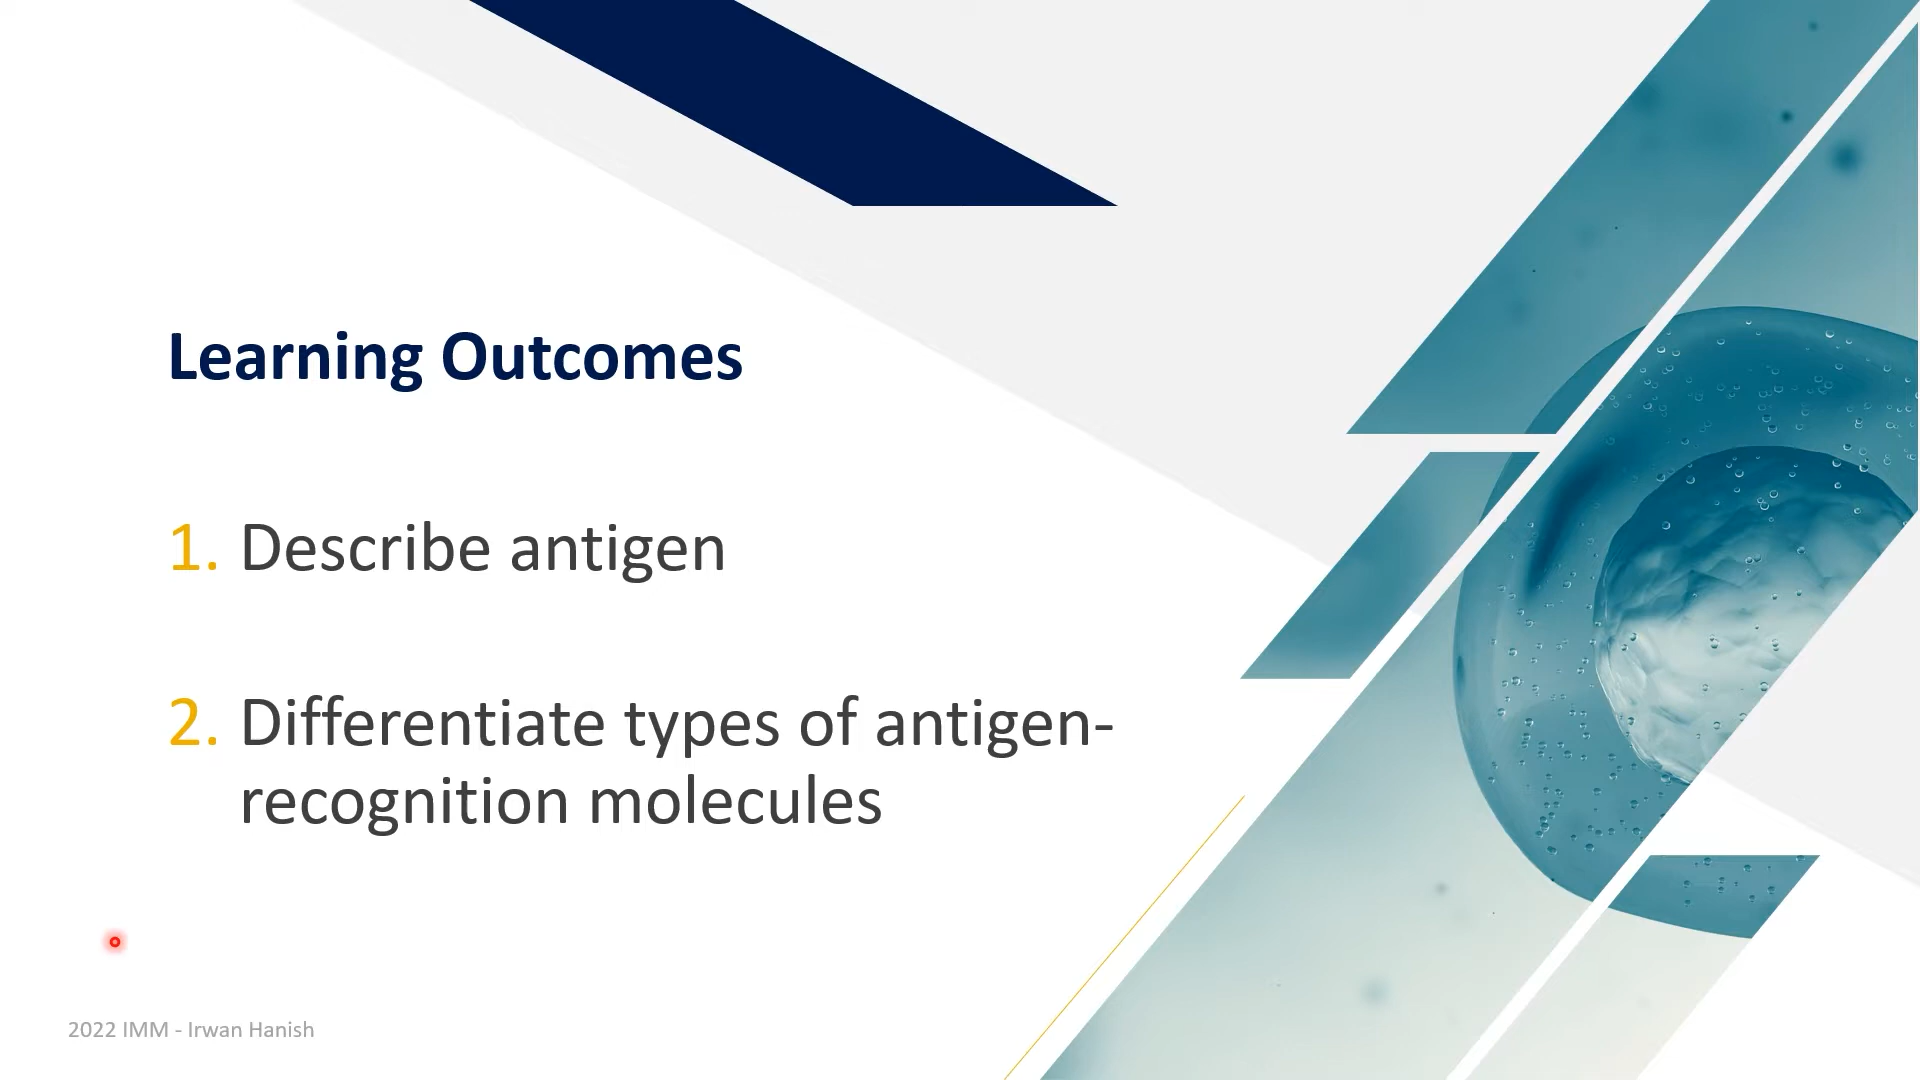 Learning Outcomes
1. Describe antigen
2. Differentiate types of antigen-
recognition molecules
2022 IMM - Irwan Hanish